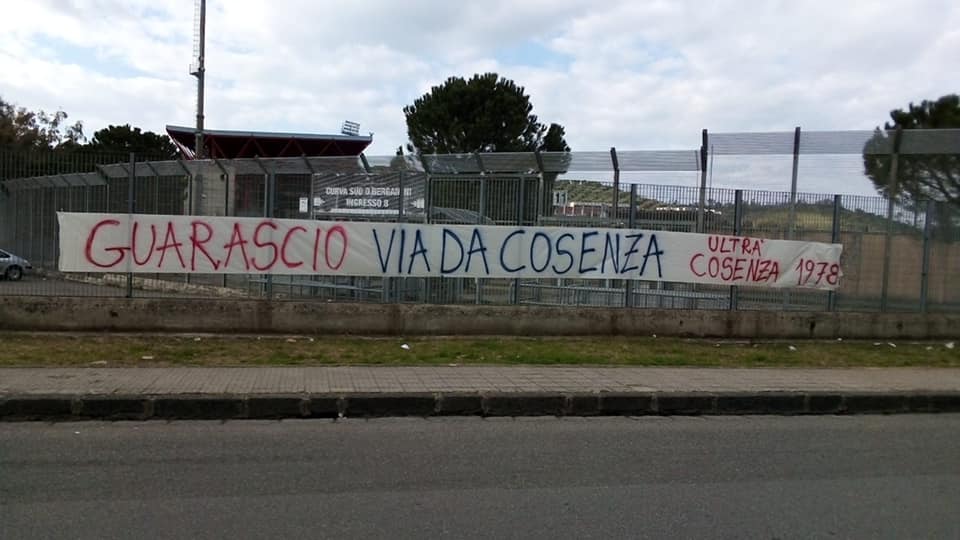 CURVA SUD D.BERGAMINI
INGRESSO 8
GUARASCIO VIA DA COSENZA ULTRA'
COSENZA 1978